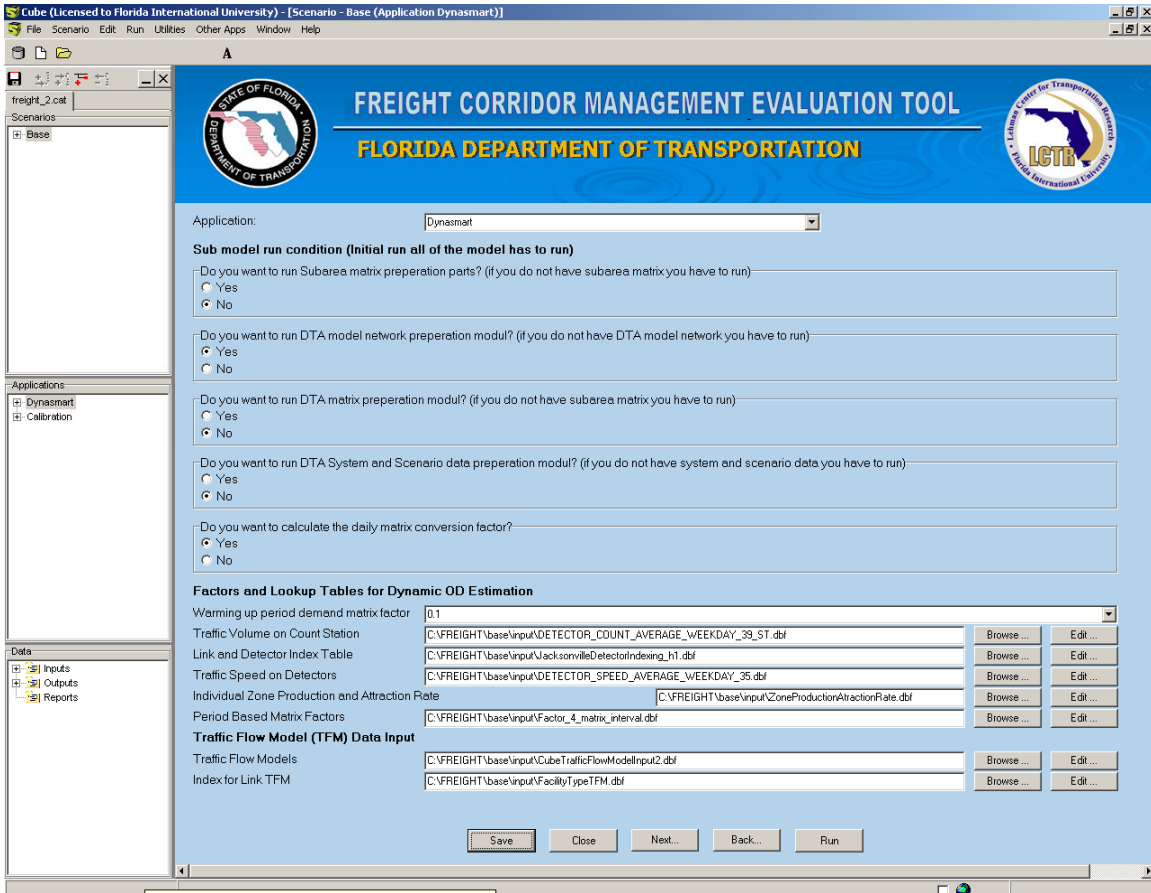 Cube (Licensed to Florida International University) - [Scenario - Base (Application Dynasmart)]
File Scenario Edit Run Utilities Other Apps Window Help
A
freight_2.cat
Scenarios
Base
Applications
Dynasmart
Calibration
Data
Inputs
Outputs
Reports
STATE OF FLORIDA
DEPARTMENT OF TRANSPORTATION
FREIGHT CORRIDOR MANAGEMENT EVALUATION TOOL
FLORIDA DEPARTMENT OF TRANSPORTATION
Lehman Center for Transportation Research
LCTR
Florida International University
Application: Dynasmart
Sub model run condition (Initial run all of the model has to run)
Do you want to run Subarea matrix preperation parts? (if you do not have subarea matrix you have to run)
Yes
No
Do you want to run DTA model network preperation modul? (if you do not have DTA model network you have to run)
Yes
No
Do you want to run DTA matrix preperation modul? (if you do not have subarea matrix you have to run)
Yes
No
Do you want to run DTA System and Scenario data preperation modul? (if you do not have system and scenario data you have to run)
Yes
No
Do you want to calculate the daily matrix conversion factor?
Yes
No
Factors and Lookup Tables for Dynamic OD Estimation
Warming up period demand matrix factor 0.1
Traffic Volume on Count Station C:\FREIGHT\base\input\DETECTOR_COUNT_AVERAGE_WEEKDAY_39_ST.dbf Browse ... Edit ...
Link and Detector Index Table C:\FREIGHT\base\input\JacksonvilleDetectorIndexing_h1.dbf Browse ... Edit ...
Traffic Speed on Detectors C:\FREIGHT\base\input\DETECTOR_SPEED_AVERAGE_WEEKDAY_35.dbf Browse ... Edit ...
Individual Zone Production and Attraction Rate C:\FREIGHT\base\input\ZoneProductionAtractionRate.dbf Browse ... Edit ...
Period Based Matrix Factors C:\FREIGHT\base\input\Factor_4_matrix_interval.dbf Browse ... Edit ...
Traffic Flow Model (TFM) Data Input
Traffic Flow Models C:\FREIGHT\base\input\CubeTrafficFlowModelInput2.dbf Browse ... Edit ...
Index for Link TFM C:\FREIGHT\base\input\FacilityTypeTFM.dbf Browse ... Edit ...
Save Close Next... Back... Run